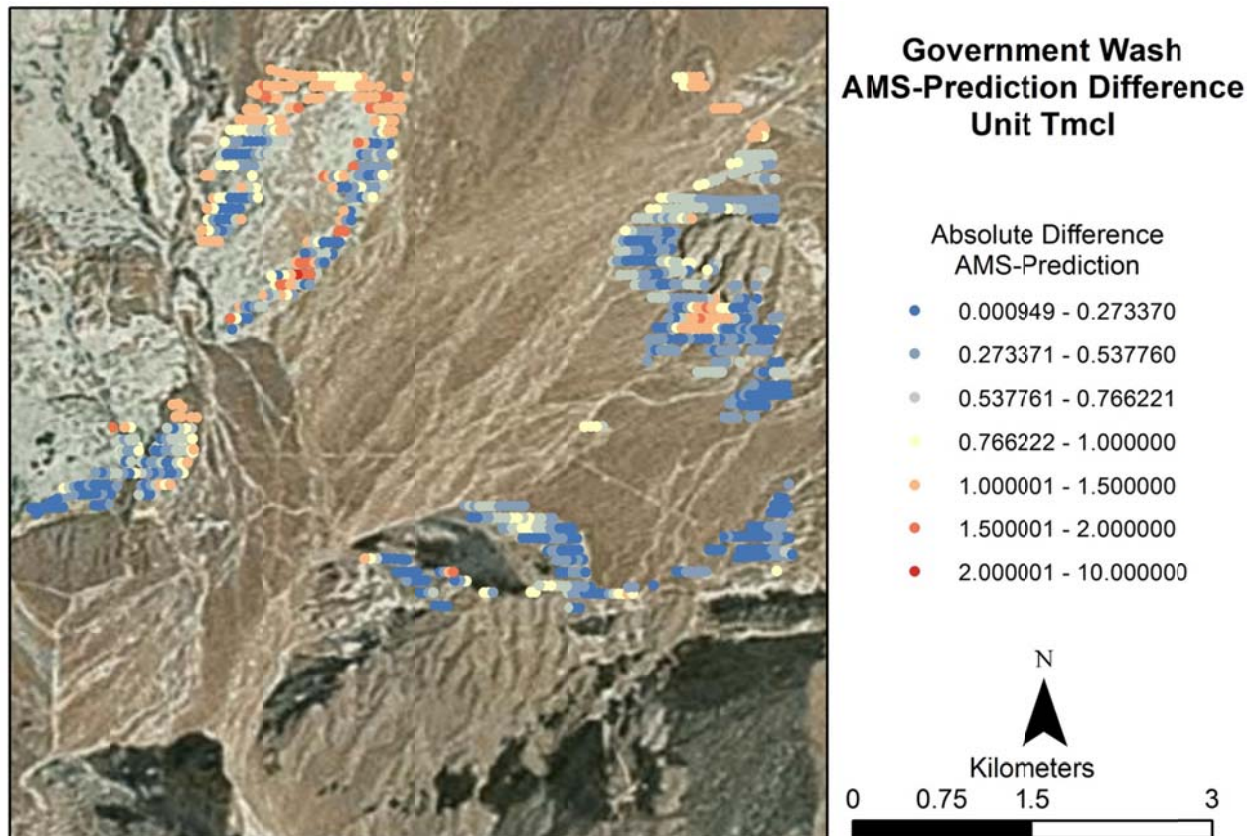 Government Wash
AMS-Prediction Difference
Unit Tmcl
Absolute Difference
AMS-Prediction
0.000949 - 0.273370
0.273371 - 0.537760
0.537761 - 0.766221
0.766222 - 1.000000
1.000001 - 1.500000
1.500001 - 2.000000
2.000001 - 10.000000
N
Kilometers
0 0.75 1.5 3